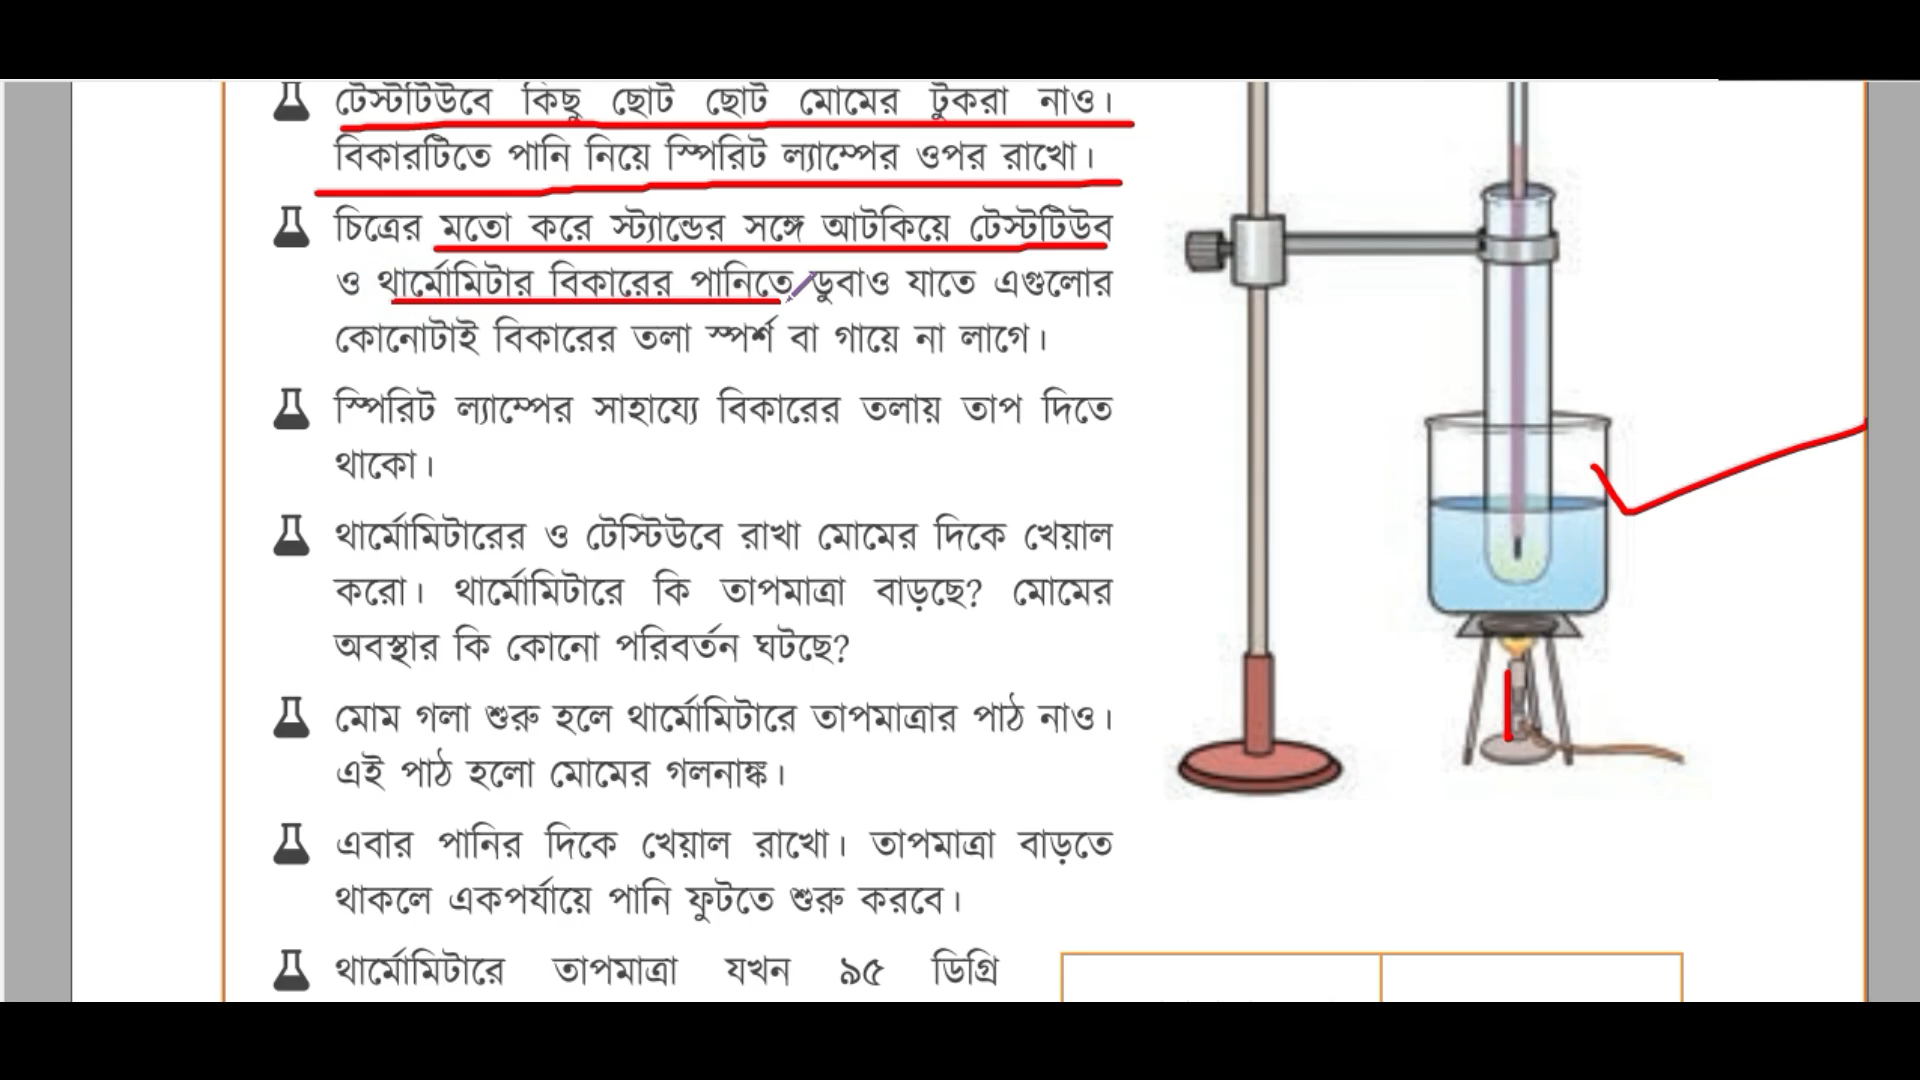 টেস্টটিউবে কিছু ছোট ছোট মোমের টুকরা নাও।
বিকারটিতে পানি নিয়ে স্পিরিট ল্যাম্পের ওপর রাখো।
চিত্রের মতো করে স্ট্যান্ডের সঙ্গে আটকিয়ে টেস্টটিউব
ও থার্মোমিটার বিকারের পানিতে ডুবাও যাতে এগুলোর
কোনোটাই বিকারের তলা স্পর্শ বা গায়ে না লাগে।
স্পিরিট ল্যাম্পের সাহায্যে বিকারের তলায় তাপ দিতে
থাকো।
থার্মোমিটারের ও টেস্টিউবে রাখা মোমের দিকে খেয়াল
করো। থার্মোমিটারে কি তাপমাত্রা বাড়ছে? মোমের
অবস্থার কি কোনো পরিবর্তন ঘটছে?
মোম গলা শুরু হলে থার্মোমিটারে তাপমাত্রার পাঠ নাও।
এই পাঠ হলো মোমের গলনাঙ্ক।
এবার পানির দিকে খেয়াল রাখো। তাপমাত্রা বাড়তে
থাকলে একপর্যায়ে পানি ফুটতে শুরু করবে।
থার্মোমিটারে তাপমাত্রা যখন ৯৫ ডিগ্রি